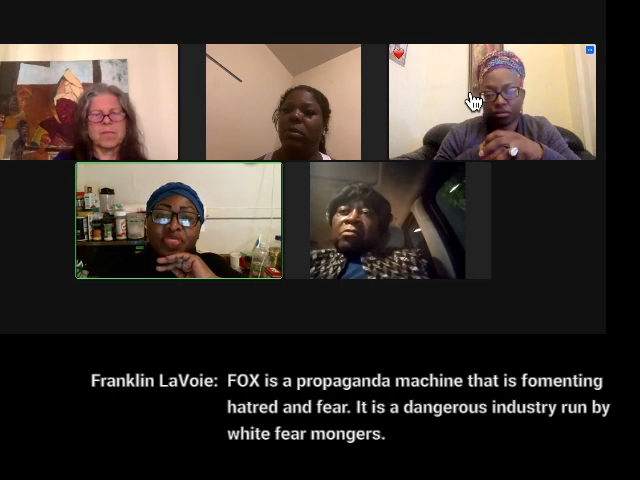 Franklin LaVoie: FOX is a propaganda machine that is fomenting
hatred and fear. It is a dangerous industry run by
white fear mongers.